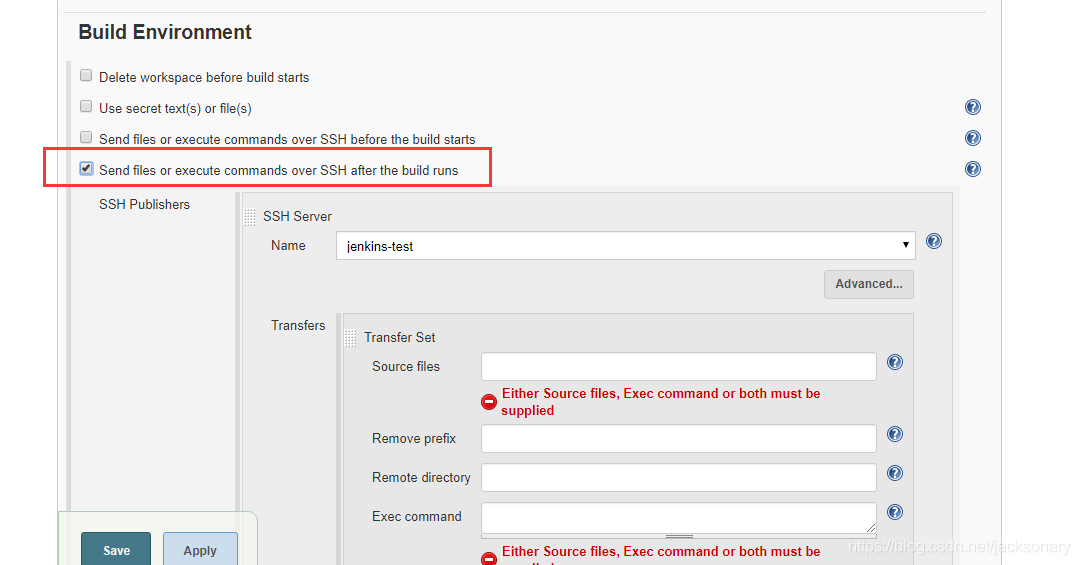 Build Environment
Delete workspace before build starts
Use secret text(s) or file(s)
Send files or execute commands over SSH before the build starts
Send files or execute commands over SSH after the build runs
SSH Publishers
SSH Server
Name
jenkins-test
Advanced...
Transfers
Transfer Set
Source files
Either Source files, Exec command or both must be
supplied
Remove prefix
Remote directory
Exec command
Either Source files, Exec command or both must be
Save
Apply
https://blog.csdn.net/jacksonary